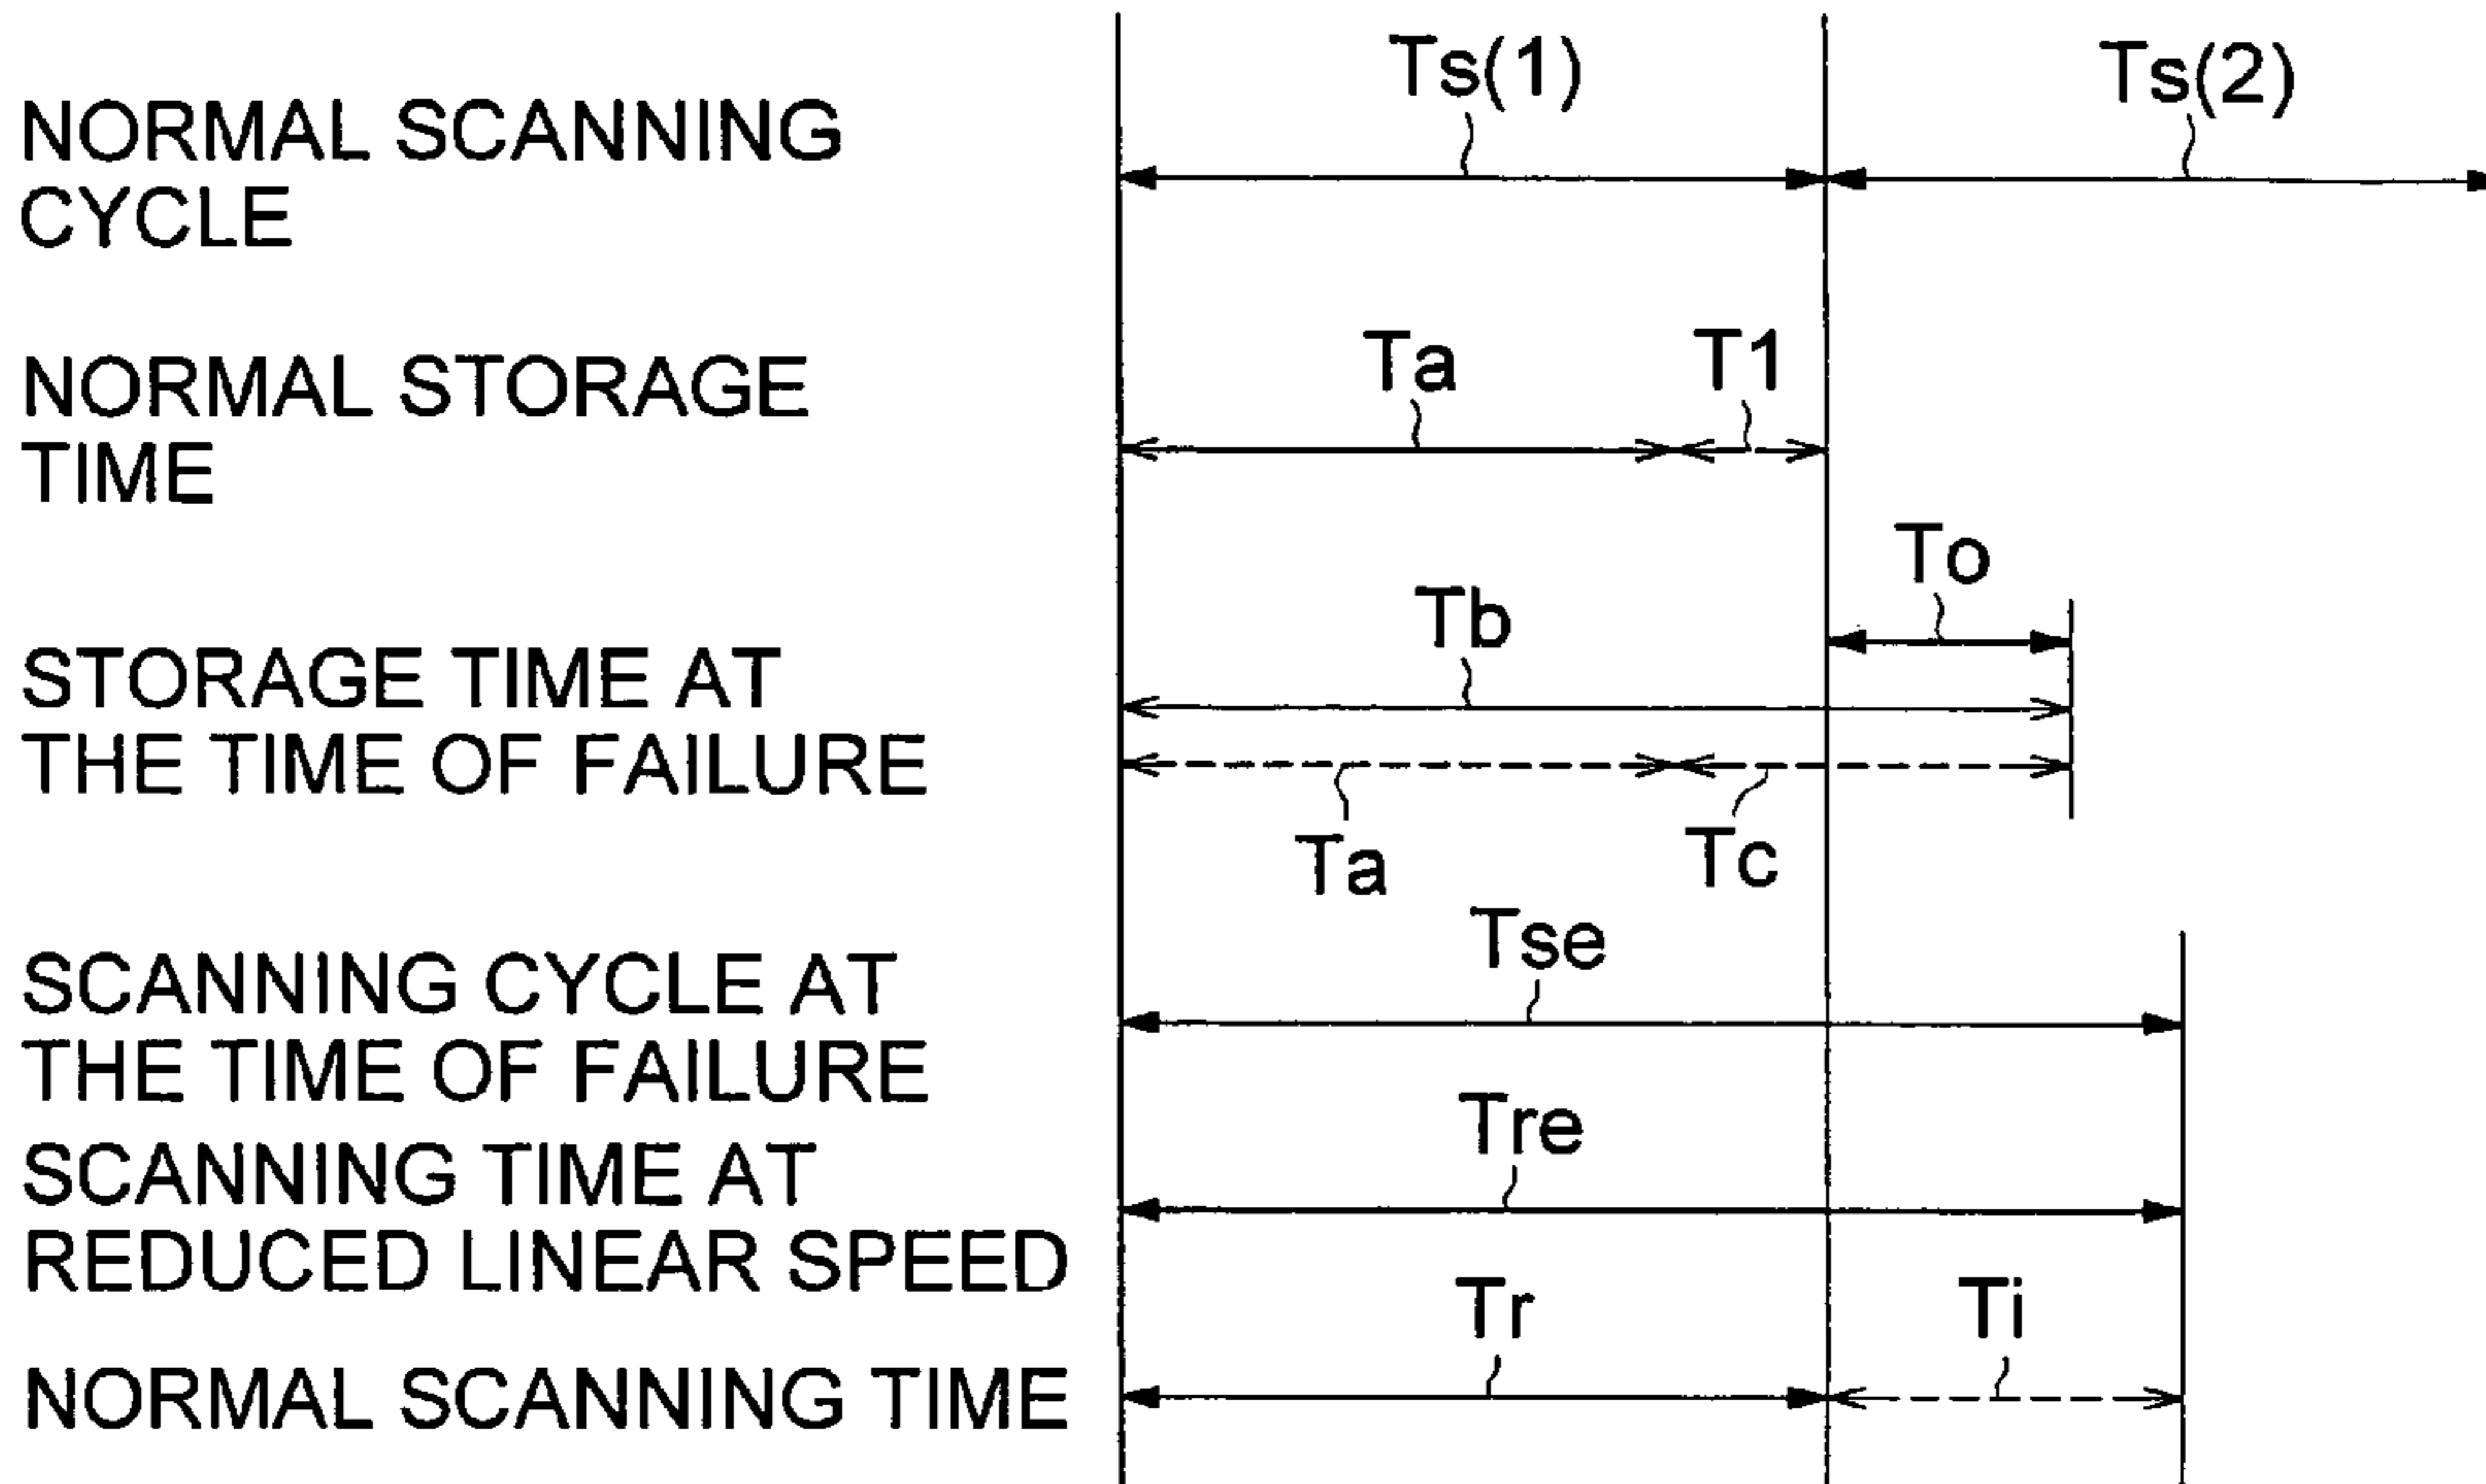 Ts(1) Ts(2)
NORMAL SCANNING
CYCLE
Ta T1
NORMAL STORAGE
TIME
To
Tb
STORAGE TIME AT
THE TIME OF FAILURE
Ta Tc
Tse
SCANNING CYCLE AT
THE TIME OF FAILURE
Tre
SCANNING TIME AT
REDUCED LINEAR SPEED
Tr Ti
NORMAL SCANNING TIME